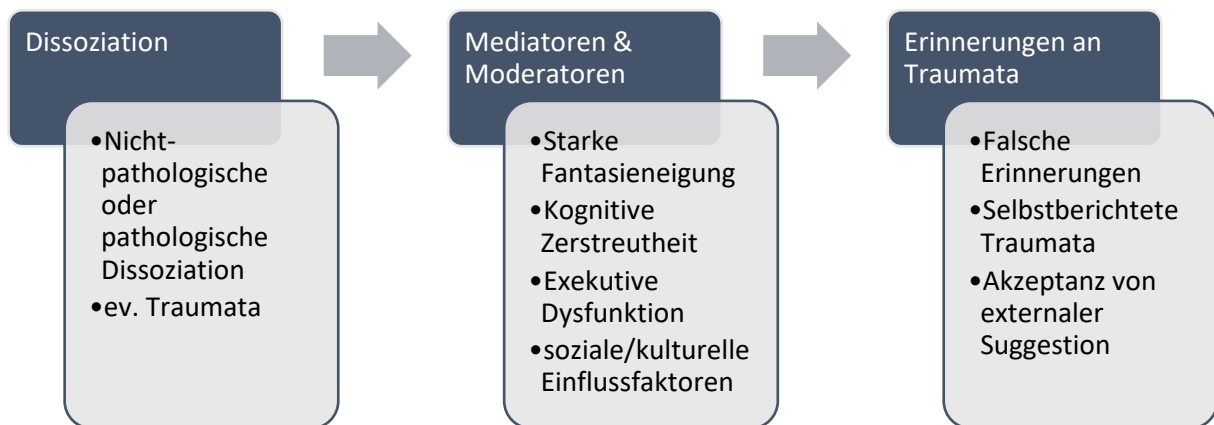 Dissoziation
•Nicht-
pathologische
oder
pathologische
Dissoziation
•ev. Traumata
Mediatoren &
Moderatoren
•Starke
Fantasieneigung
•Kognitive
Zerstreutheit
•Exekutive
Dysfunktion
•soziale/kulturelle
Einflussfaktoren
Erinnerungen an
Traumata
•Falsche
Erinnerungen
•Selbstberichtete
Traumata
•Akzeptanz von
externaler
Suggestion